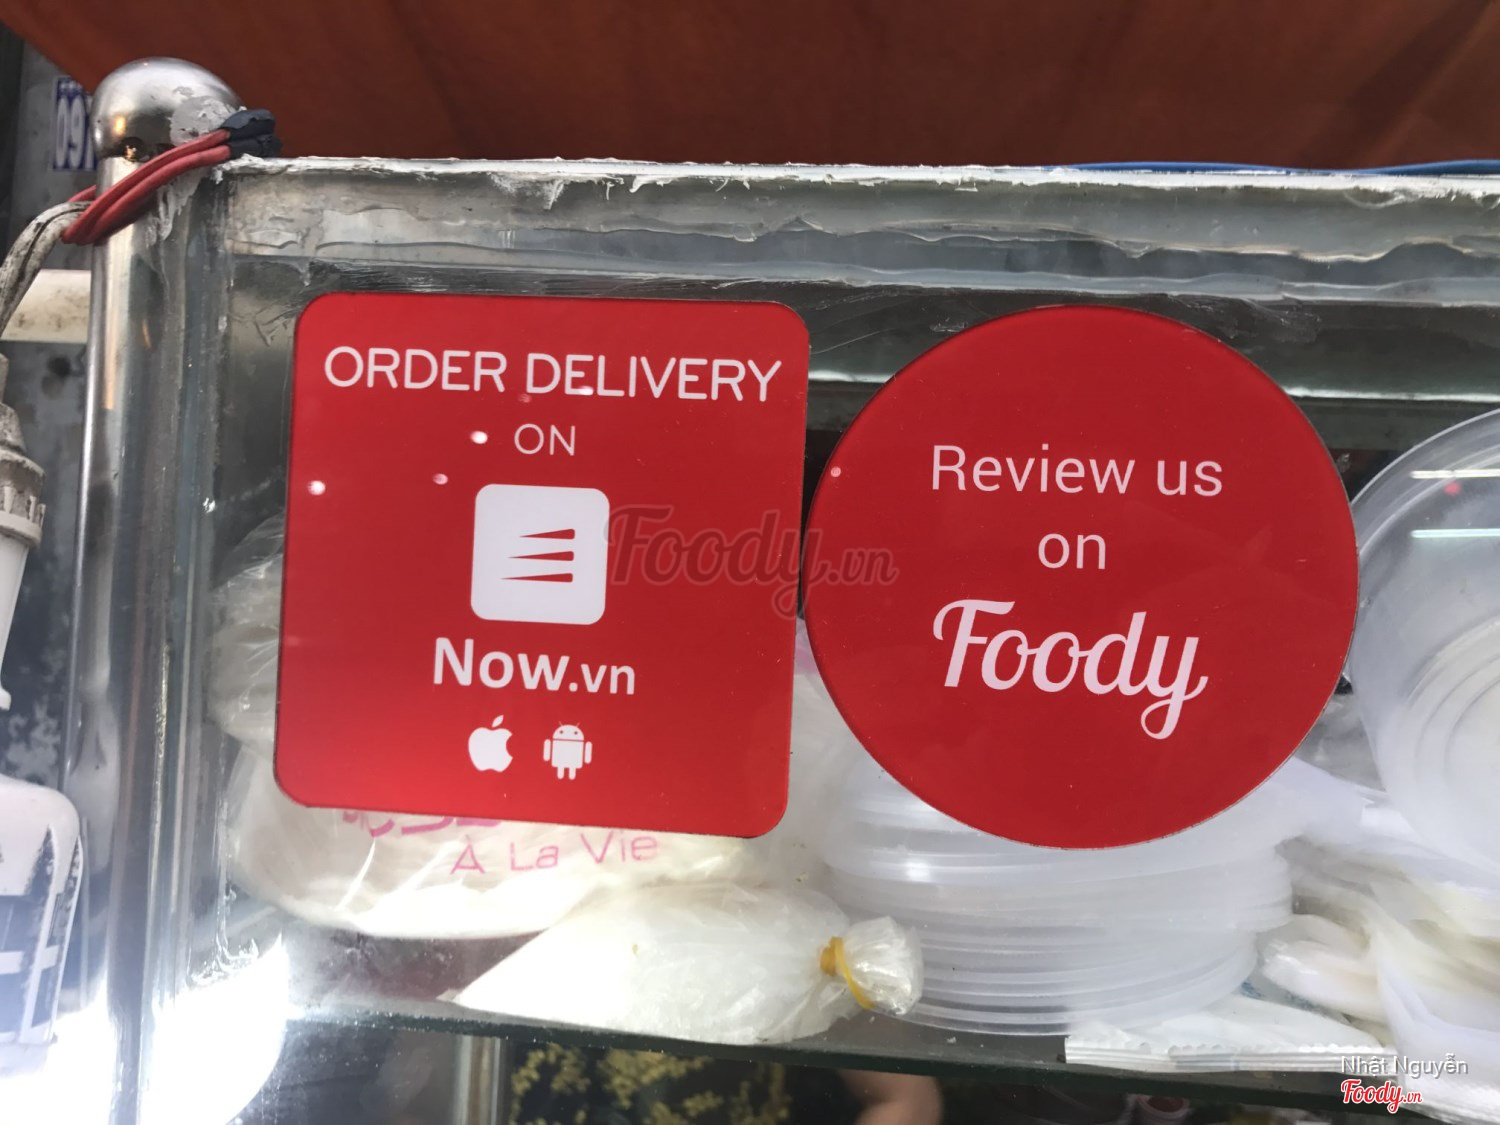 ORDER DELIVERY
ON
Now.vn
Review us
on
Foody
Foody.vn
À La Vie
Nhật Nguyễn
Foody.vn